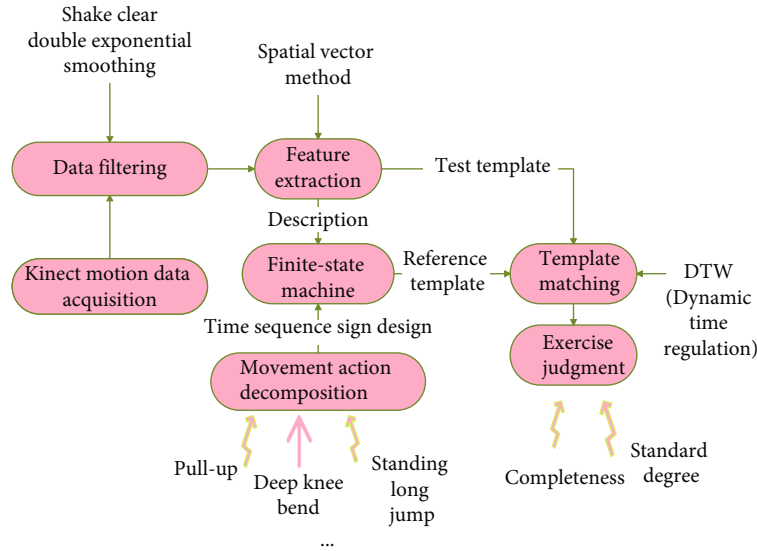 Shake clear
double exponential
smoothing
Spatial vector
method
Data filtering
Feature
extraction
Test template
Description
Kinect motion data
acquisition
Finite-state
machine
Reference
template
Template
matching
DTW
(Dynamic
time
regulation)
Time sequence sign design
Movement action
decomposition
Exercise
judgment
Pull-up
Deep knee
bend
Standing
long
jump
...
Completeness
Standard
degree